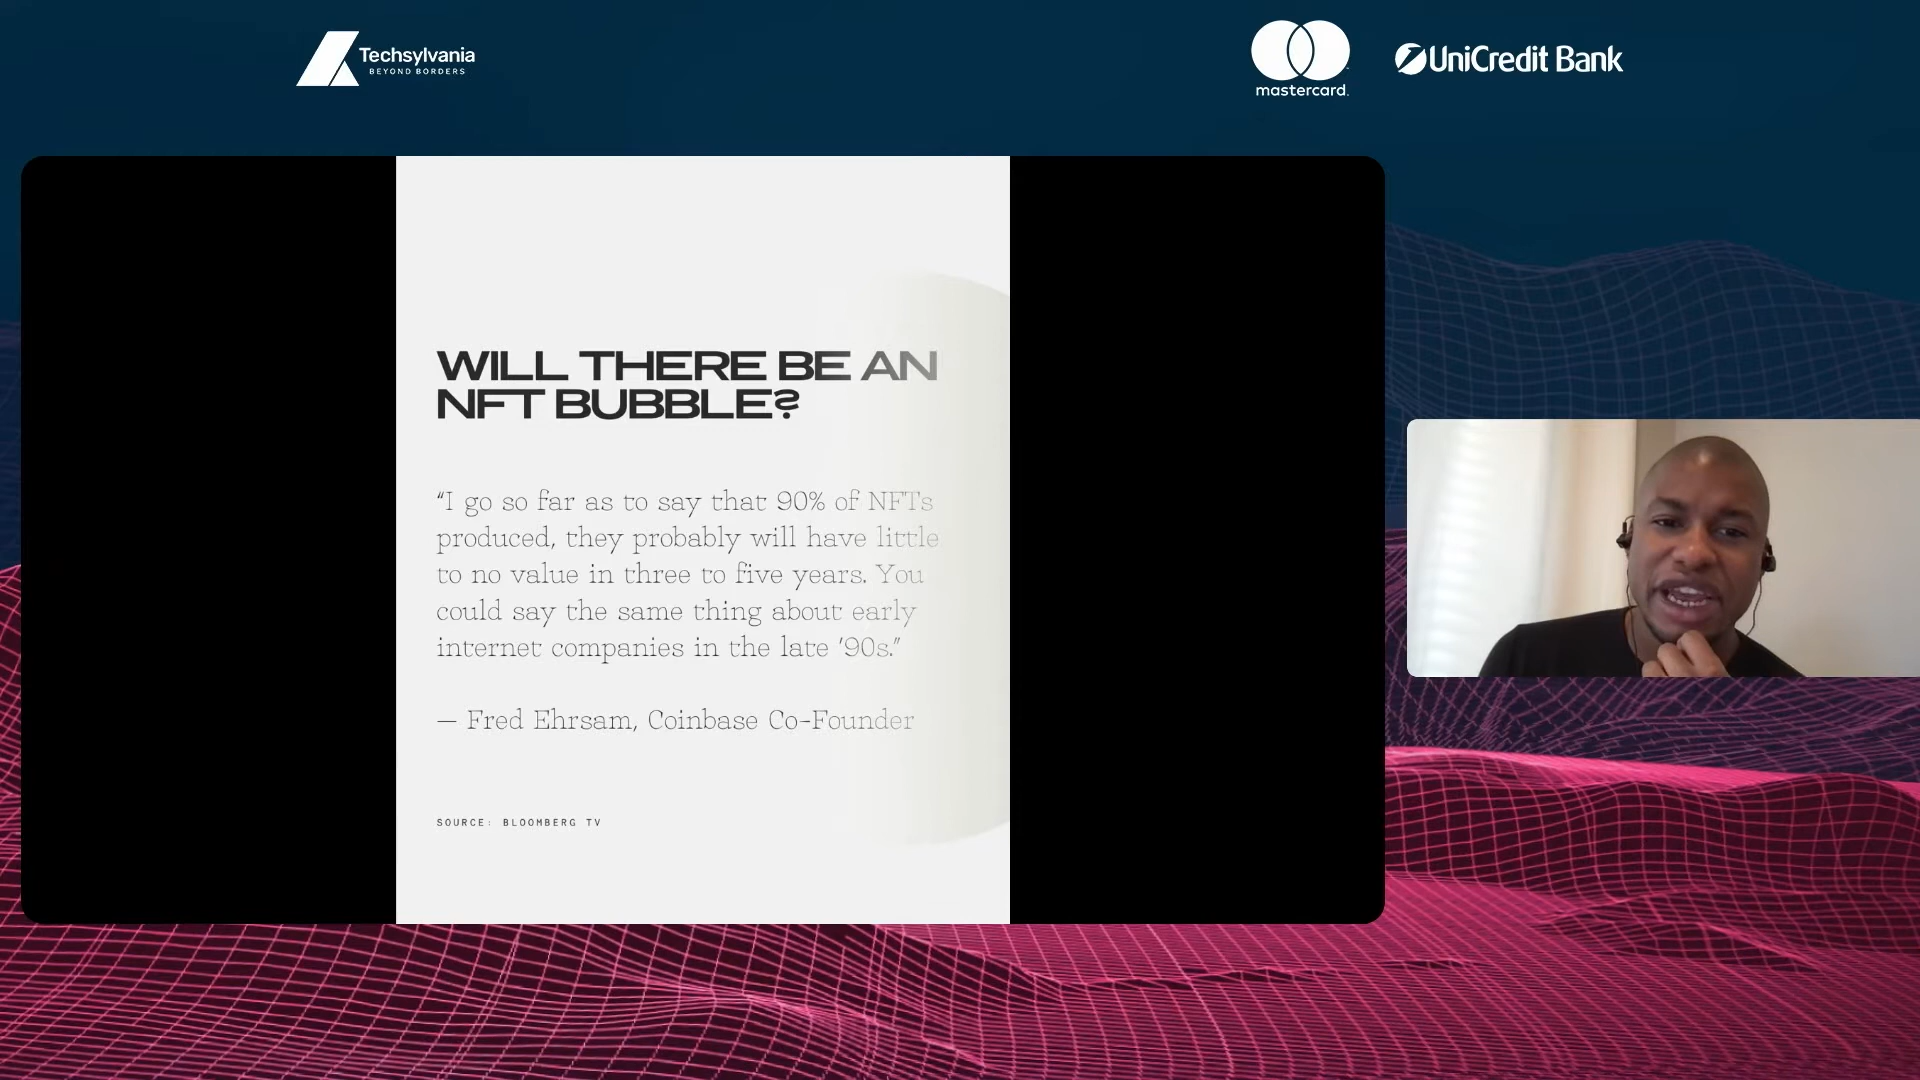 Techsylvania
BEYOND BORDERS
mastercard.
UniCredit Bank
WILL THERE BE AN
NFT BUBBLE?
“I go so far as to say that 90% of NFTs
produced, they probably will have little
to no value in three to five years. You
could say the same thing about early
internet companies in the late ’90s.”
— Fred Ehrsam, Coinbase Co-Founder
SOURCE: BLOOMBERG TV